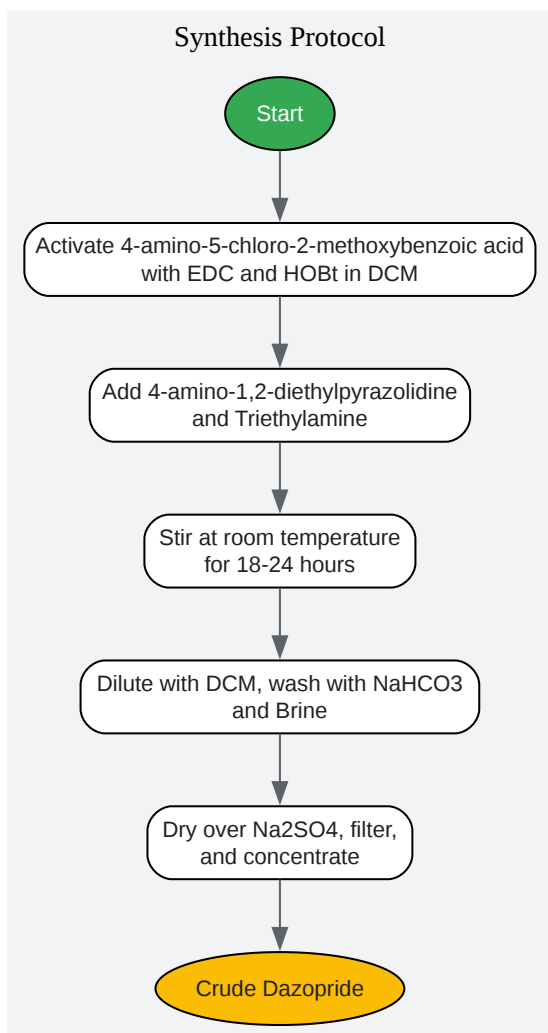 Synthesis Protocol
Start
Activate 4-amino-5-chloro-2-methoxybenzoic acid
with EDC and HOBt in DCM
Add 4-amino-1,2-diethylpyrazolidine
and Triethylamine
Stir at room temperature
for 18-24 hours
Dilute with DCM, wash with NaHCO3
and Brine
Dry over Na2SO4, filter,
and concentrate
Crude Dazopride